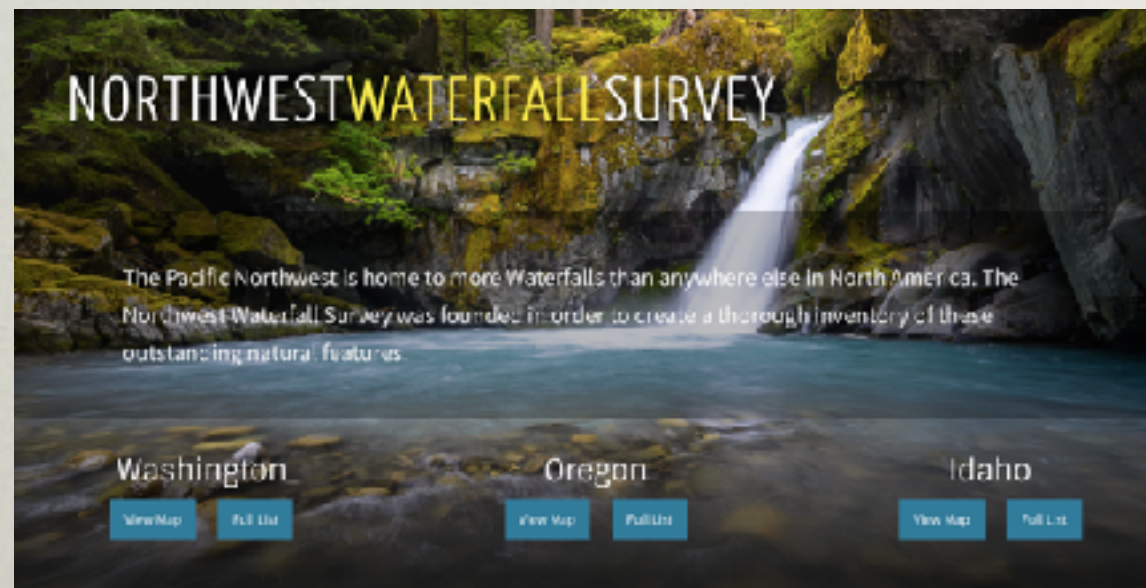 NORTHWESTWATERFALLSURVEY
The Pacific Northwest is home to more Waterfalls than anywhere else in North America. The
Northwest Waterfall Survey was founded in order to create a thorough inventory of these
outstanding natural features.
Washington Oregon Idaho
View Map Full List View Map Full List View Map Full List